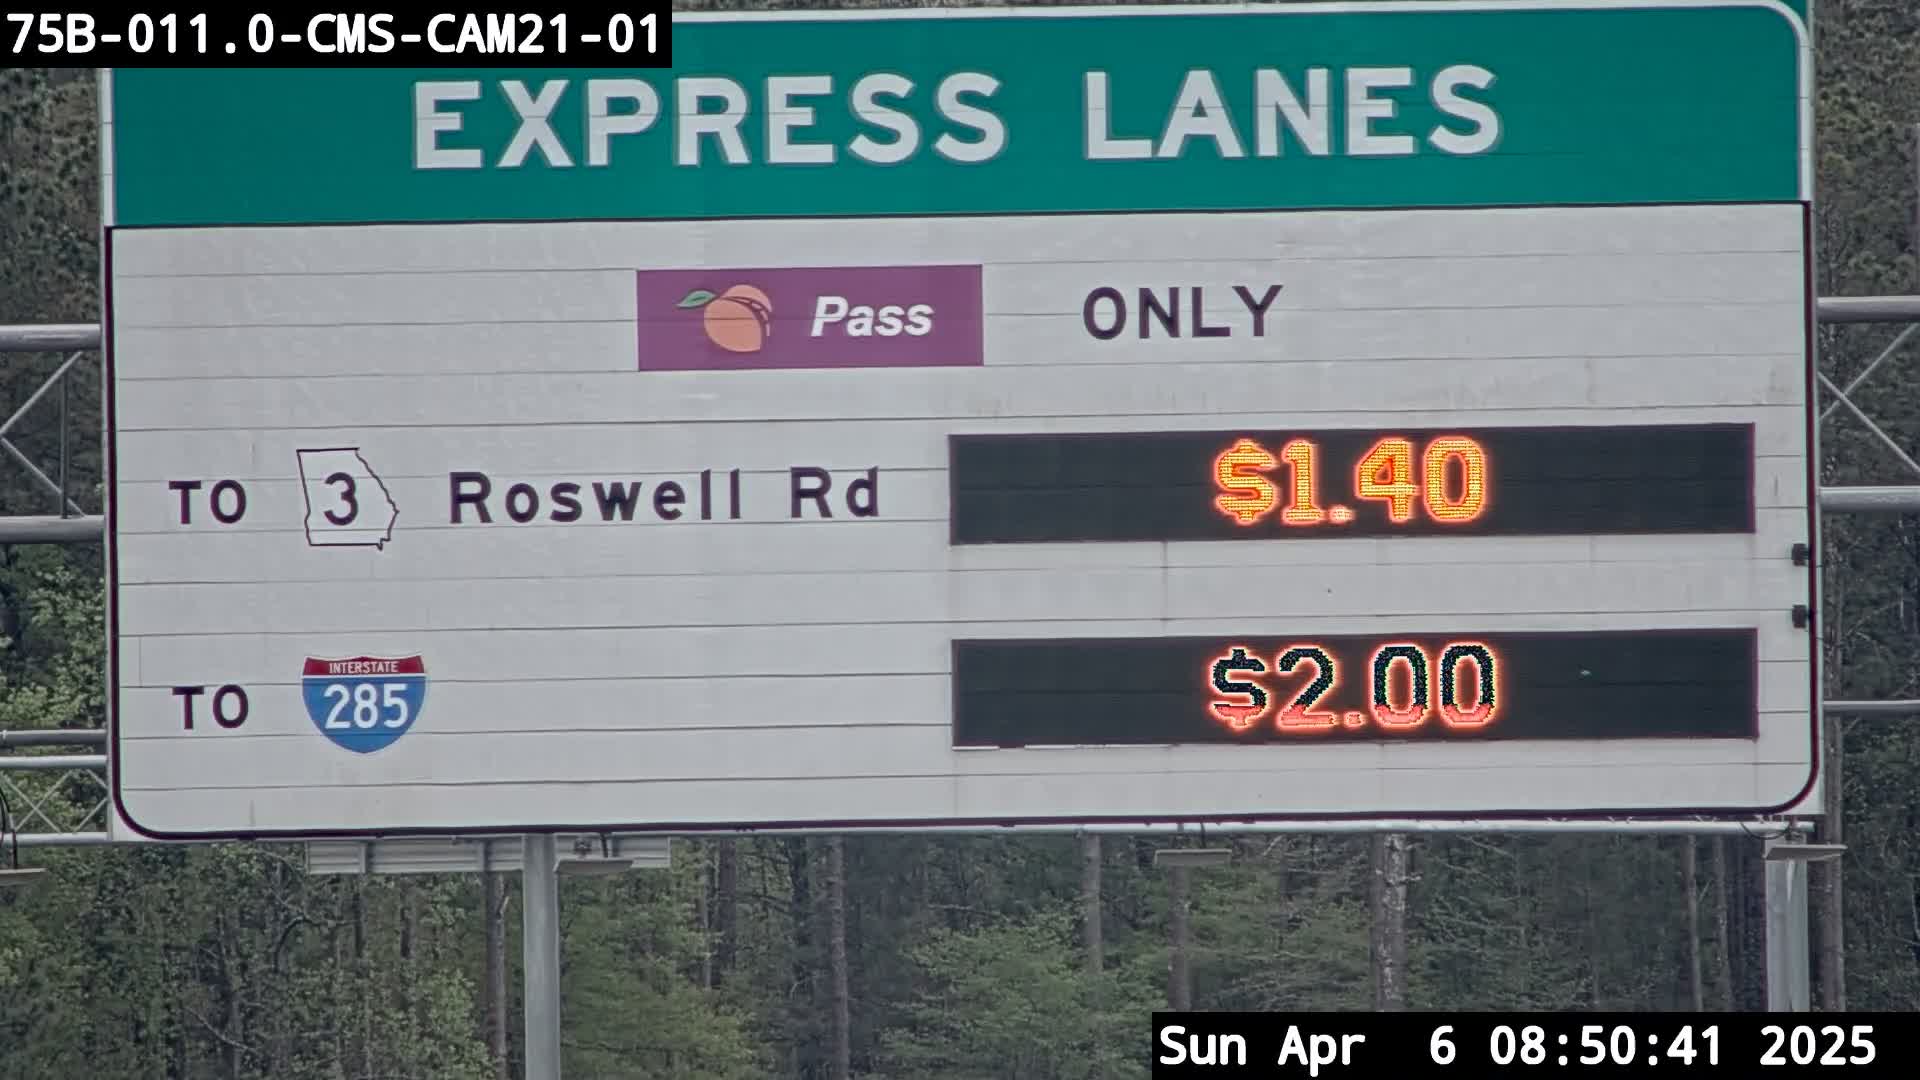 75B-011.0-CMS-CAM21-01
EXPRESS LANES
Pass ONLY
TO 3 Roswell Rd $1.40
INTERSTATE
TO 285 $2.00
Sun Apr 6 08:50:41 2025